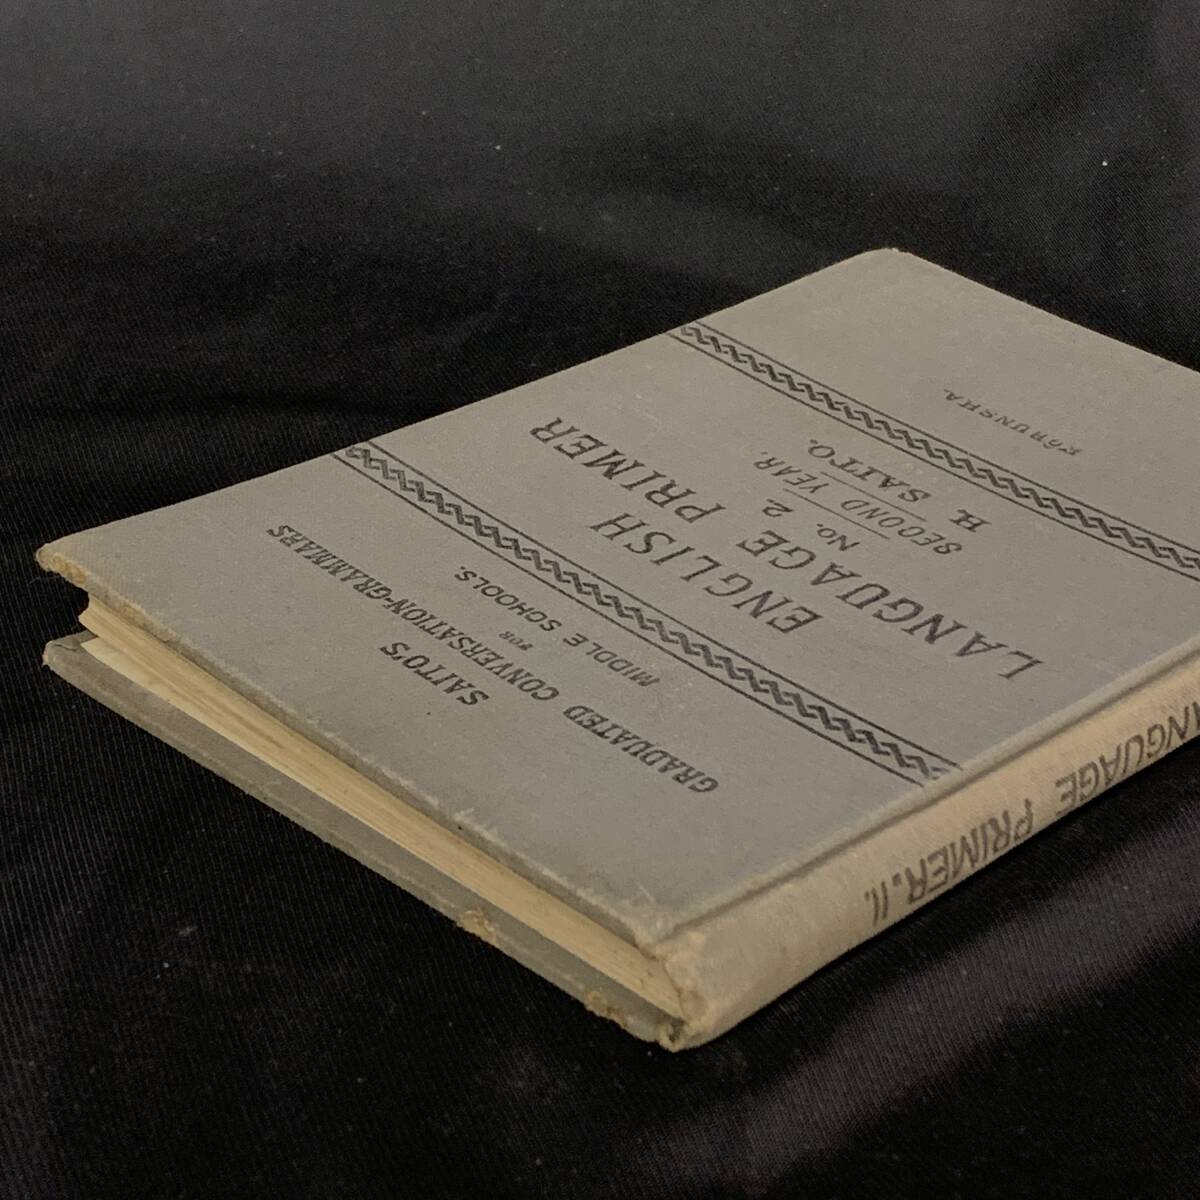 SAITO'S
GRADUATED CONVERSATION-GRAMMARS
FOR
MIDDLE SCHOOLS.
ENGLISH
LANGUAGE PRIMER
No. 2.
SECOND YEAR.
H. SAITO.
KŌBUNSHA.
LANGUAGE PRIMER. II.